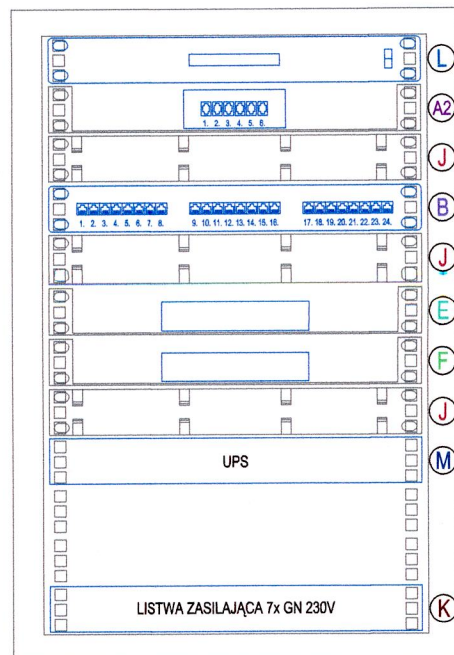 L
1. 2. 3. 4. 5. 6.
A2
J
B
1. 2. 3. 4. 5. 6. 7. 8. 9. 10. 11. 12. 13. 14. 15. 16. 17. 18. 19. 20. 21. 22. 23. 24.
J
E
F
J
UPS
M
LISTWA ZASILAJĄCA 7x GN 230V
K